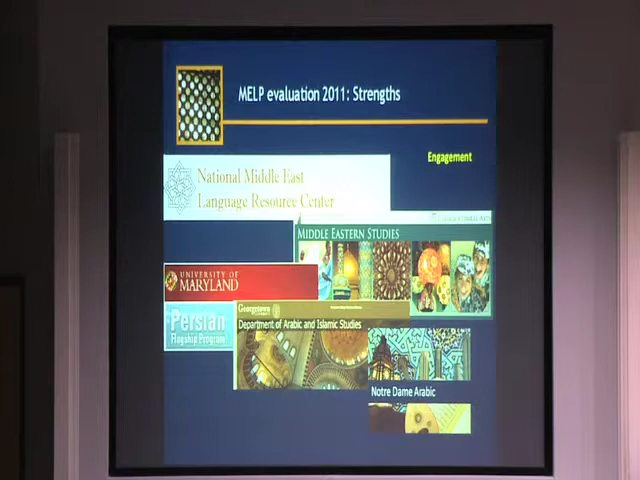 MELP evaluation 2011: Strengths
Engagement
National Middle East
Language Resource Center
MIDDLE EASTERN STUDIES
UNIVERSITY OF
MARYLAND
Persian
Flagship Program
Georgetown
Department of Arabic and Islamic Studies
Notre Dame Arabic